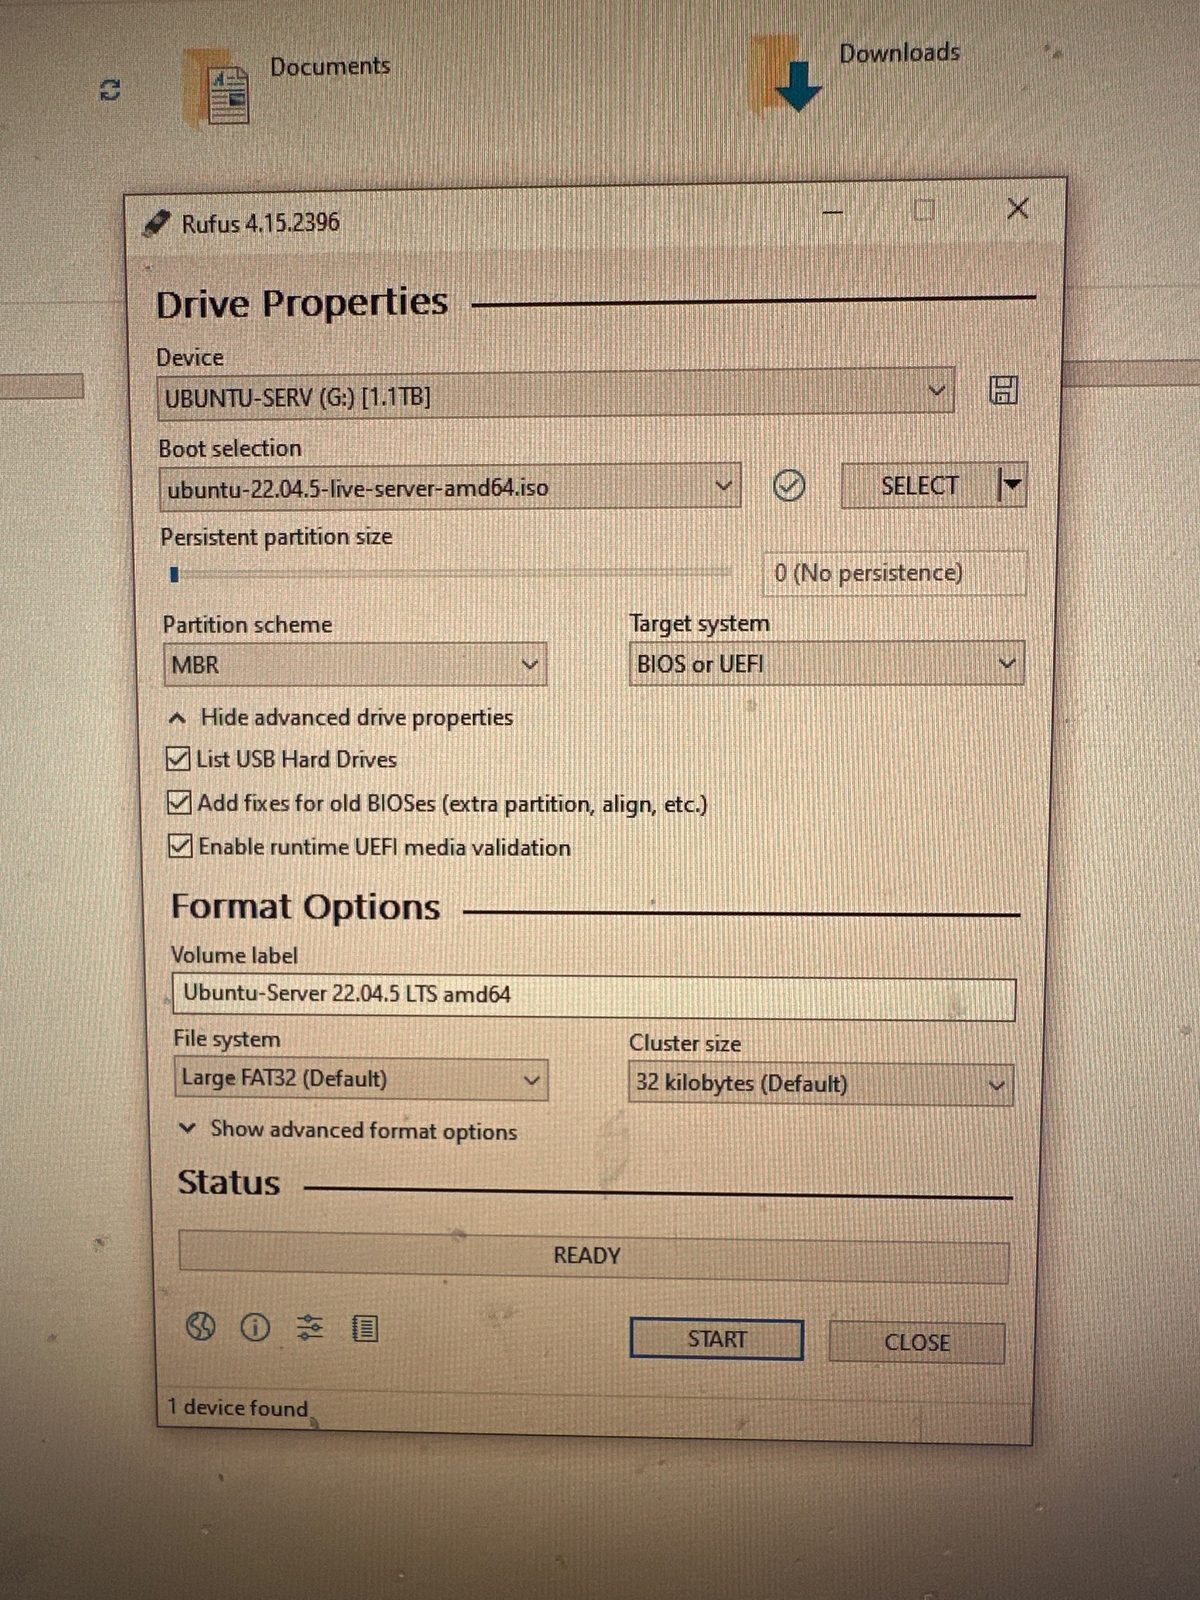 Documents
Downloads
Rufus 4.15.2396
Drive Properties
Device
UBUNTU-SERV (G:) [1.1TB]
Boot selection
ubuntu-22.04.5-live-server-amd64.iso
SELECT
Persistent partition size
0 (No persistence)
Partition scheme
Target system
MBR
BIOS or UEFI
Hide advanced drive properties
List USB Hard Drives
Add fixes for old BIOSes (extra partition, align, etc.)
Enable runtime UEFI media validation
Format Options
Volume label
Ubuntu-Server 22.04.5 LTS amd64
File system
Cluster size
Large FAT32 (Default)
32 kilobytes (Default)
Show advanced format options
Status
READY
START
CLOSE
1 device found